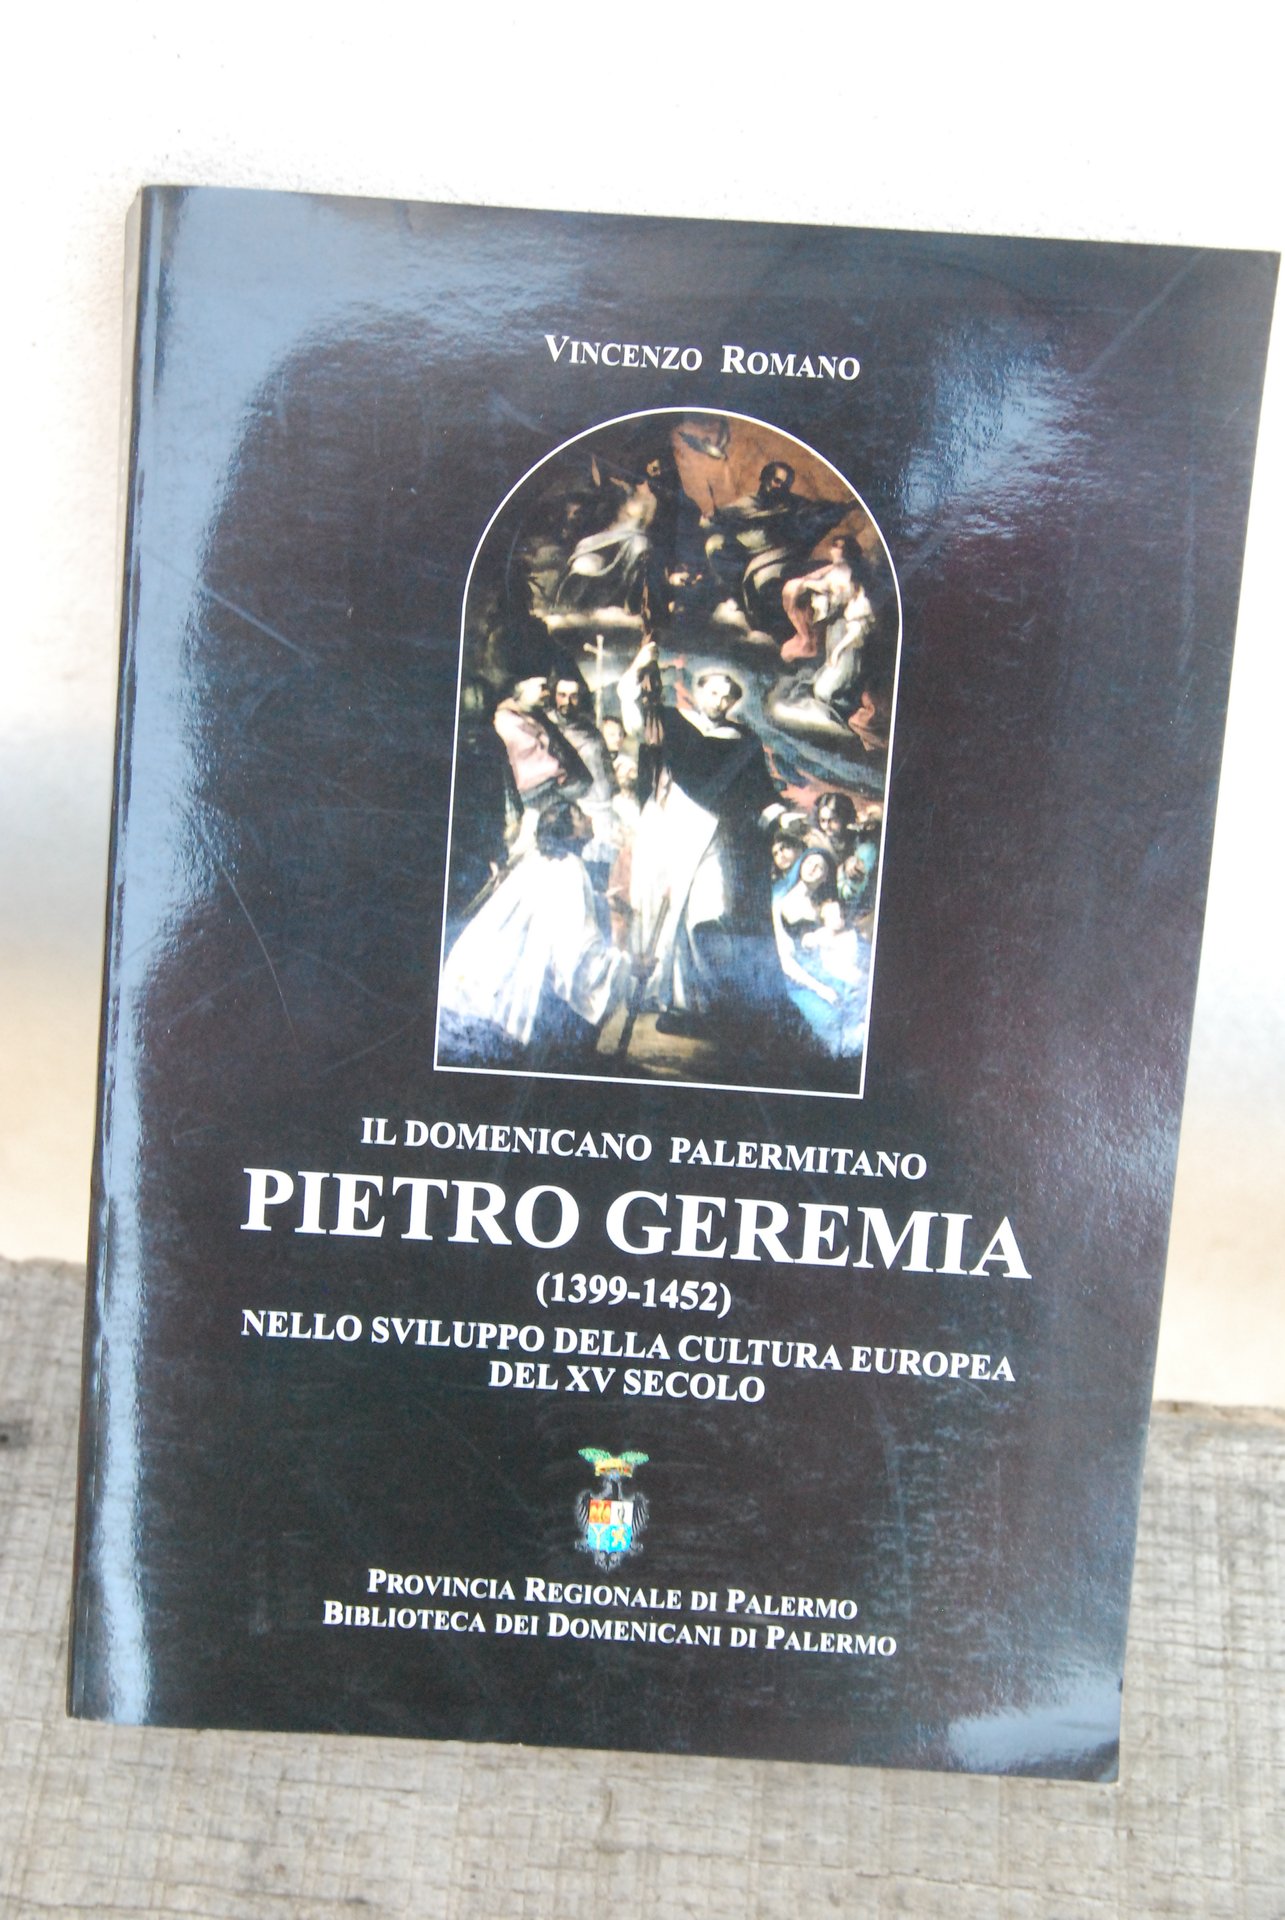 VINCENZO ROMANO
IL DOMENICANO PALERMITANO
PIETRO GEREMIA
(1399-1452)
NELLO SVILUPPO DELLA CULTURA EUROPEA
DEL XV SECOLO
PROVINCIA REGIONALE DI PALERMO
BIBLIOTECA DEI DOMENICANI DI PALERMO